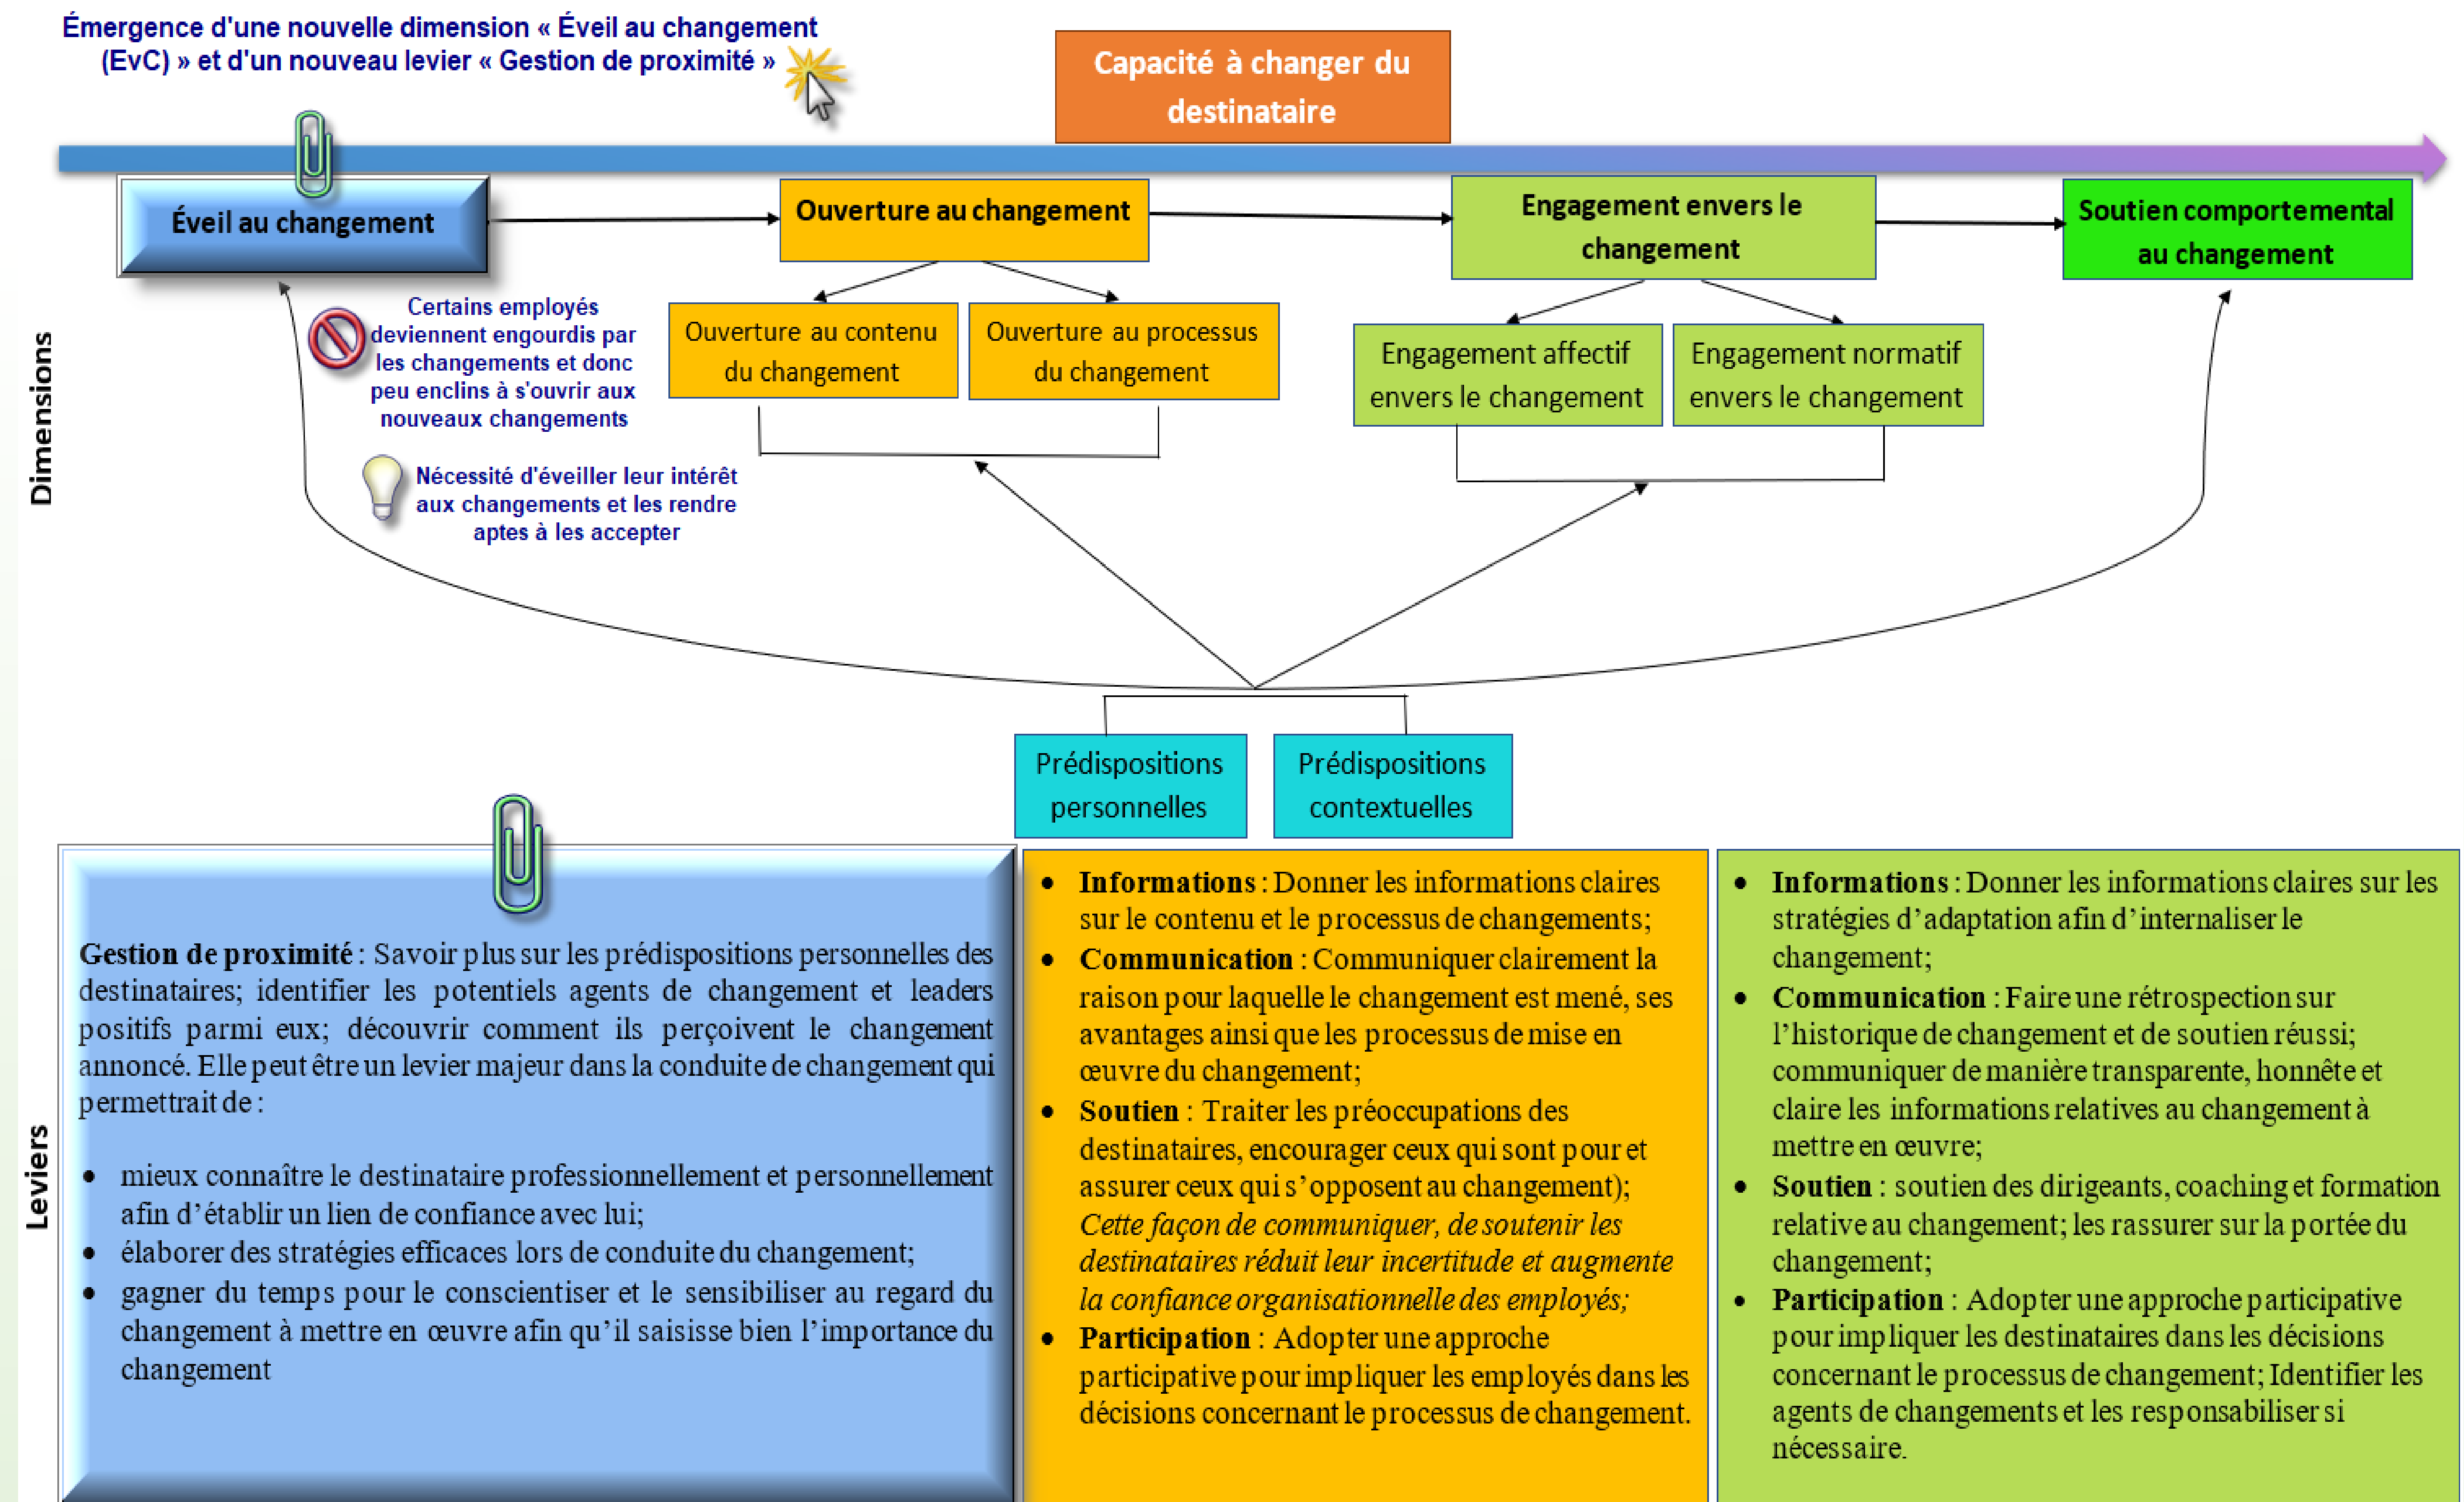 Émergence d'une nouvelle dimension « Éveil au changement
(EvC) » et d'un nouveau levier « Gestion de proximité »
Capacité à changer du
destinataire
Éveil au changement
Ouverture au changement
Engagement envers le
changement
Soutien comportemental
au changement
Dimensions
Certains employés
deviennent engourdis par
les changements et donc
peu enclins à s'ouvrir aux
nouveaux changements
Nécessité d'éveiller leur intérêt
aux changements et les rendre
aptes à les accepter
Ouverture au contenu
du changement
Ouverture au processus
du changement
Engagement affectif
envers le changement
Engagement normatif
envers le changement
Prédispositions
personnelles
Prédispositions
contextuelles
Leviers
Gestion de proximité : Savoir plus sur les prédispositions personnelles des
destinataires; identifier les potentiels agents de changement et leaders
positifs parmi eux; découvrir comment ils perçoivent le changement
annoncé. Elle peut être un levier majeur dans la conduite de changement qui
permettrait de :
• mieux connaître le destinataire professionnellement et personnellement
afin d’établir un lien de confiance avec lui;
• élaborer des stratégies efficaces lors de conduite du changement;
• gagner du temps pour le conscientiser et le sensibiliser au regard du
changement à mettre en œuvre afin qu’il saisisse bien l’importance du
changement
• Informations : Donner les informations claires
sur le contenu et le processus de changements;
• Communication : Communiquer clairement la
raison pour laquelle le changement est mené, ses
avantages ainsi que les processus de mise en
œuvre du changement;
• Soutien : Traiter les préoccupations des
destinataires, encourager ceux qui sont pour et
assurer ceux qui s’opposent au changement);
Cette façon de communiquer, de soutenir les
destinataires réduit leur incertitude et augmente
la confiance organisationnelle des employés;
• Participation : Adopter une approche
participative pour impliquer les employés dans les
décisions concernant le processus de changement.
• Informations : Donner les informations claires sur les
stratégies d’adaptation afin d’internaliser le
changement;
• Communication : Faire une rétrospection sur
l’historique de changement et de soutien réussi;
communiquer de manière transparente, honnête et
claire les informations relatives au changement à
mettre en œuvre;
• Soutien : soutien des dirigeants, coaching et formation
relative au changement; les rassurer sur la portée du
changement;
• Participation : Adopter une approche participative
pour impliquer les destinataires dans les décisions
concernant le processus de changement; Identifier les
agents de changements et les responsabiliser si
nécessaire.